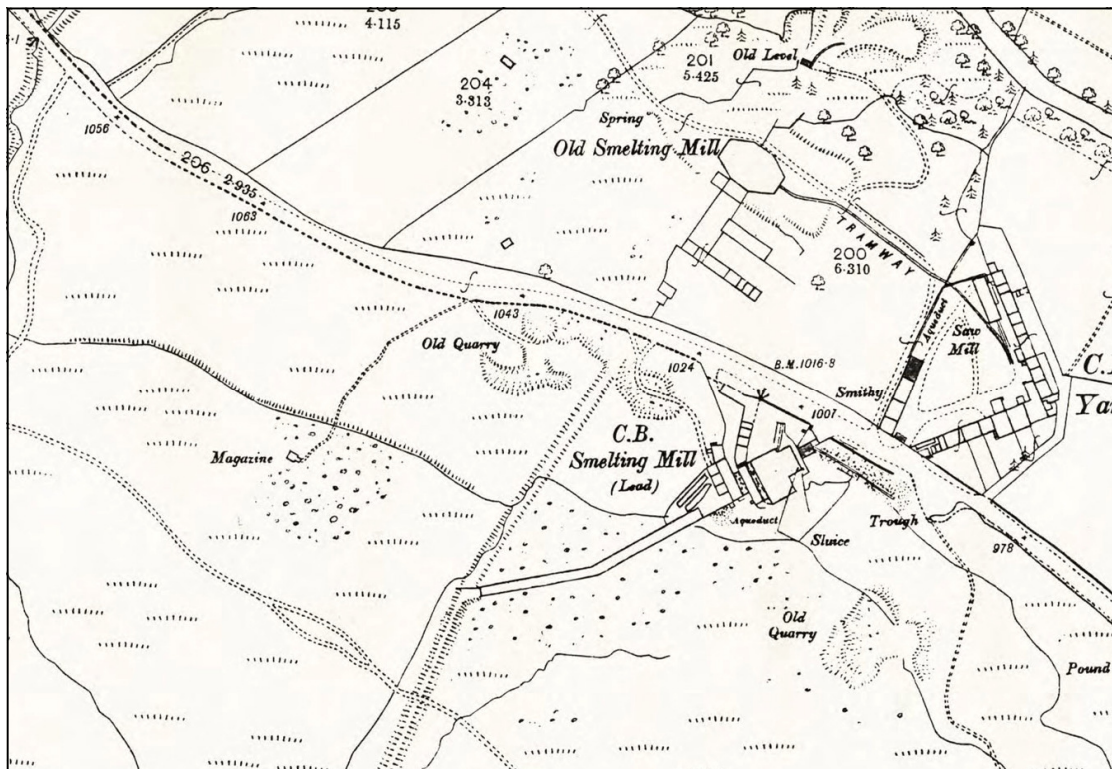 4·115
204
3·313
201
5·425
Old Level
1056
Spring
Old Smelting Mill
206
2·935
1063
TRAMWAY
200
6·310
Aqueduct
Saw
Mill
1043
Old Quarry
1024
B.M. 1016·8
Smithy
1007
C.B.
Smelting Mill
(Lead)
Magazine
Aqueduct
Sluice
Trough
978
Old
Quarry
Pound